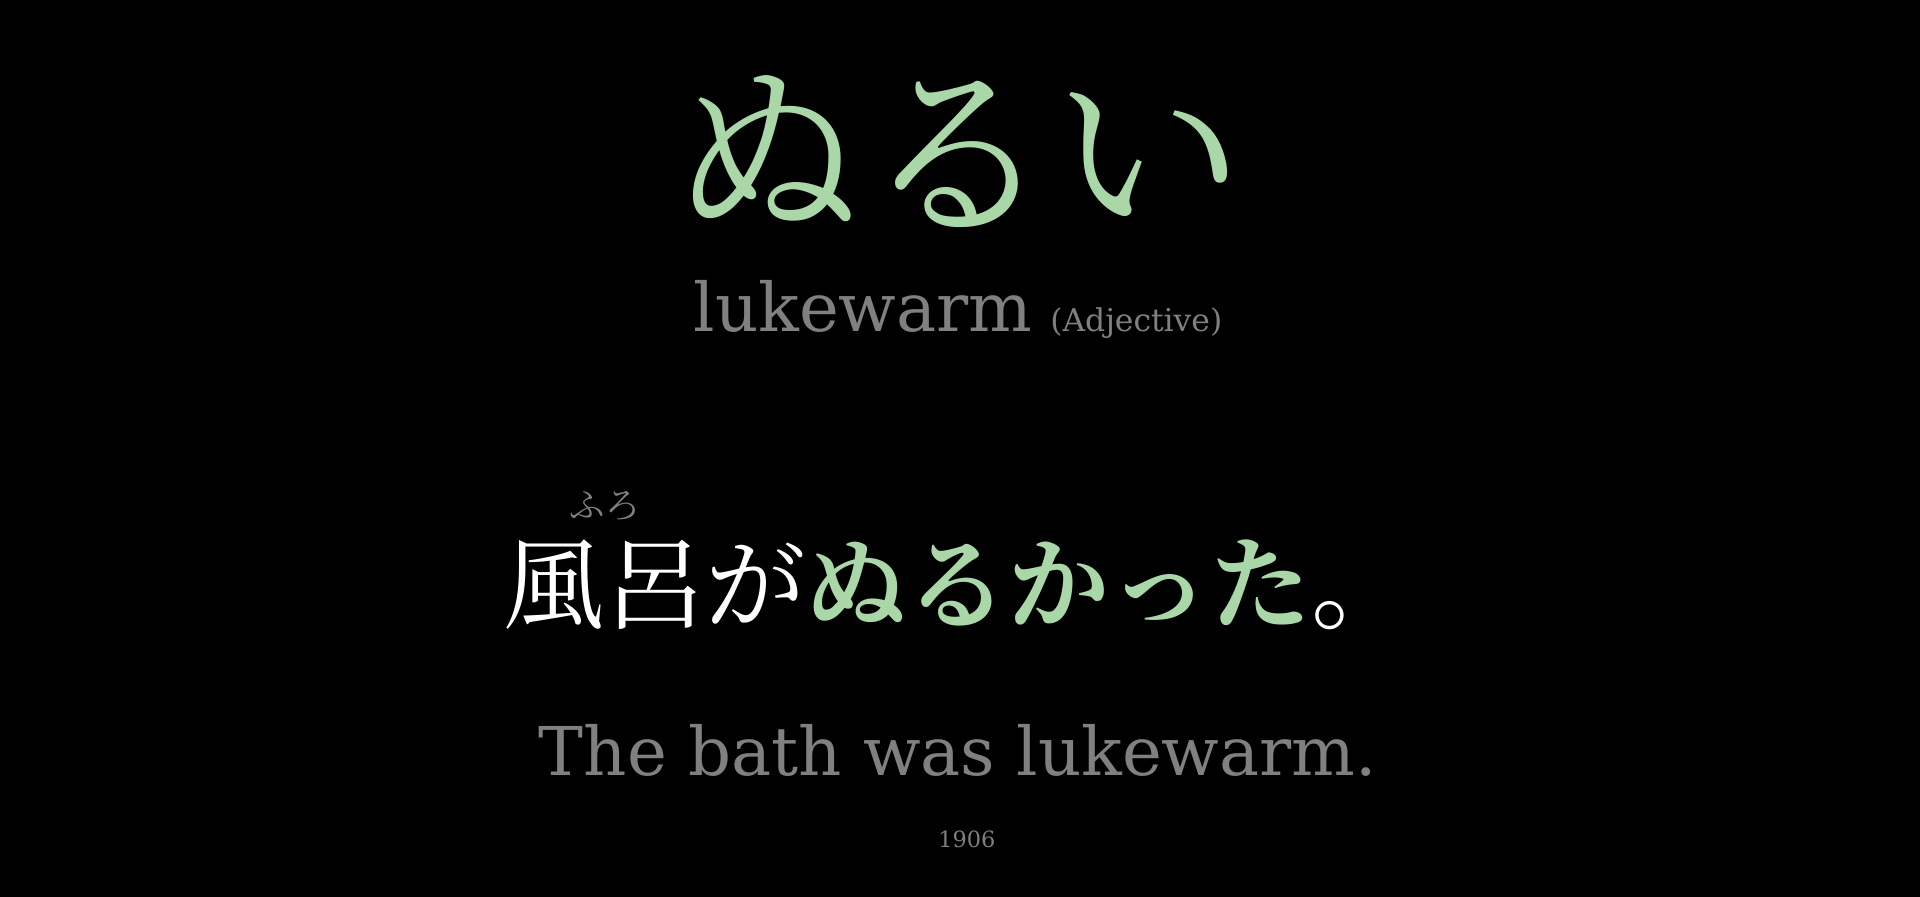 ぬるい
lukewarm (Adjective)
ふろ
風呂がぬるかった。
The bath was lukewarm.
1906